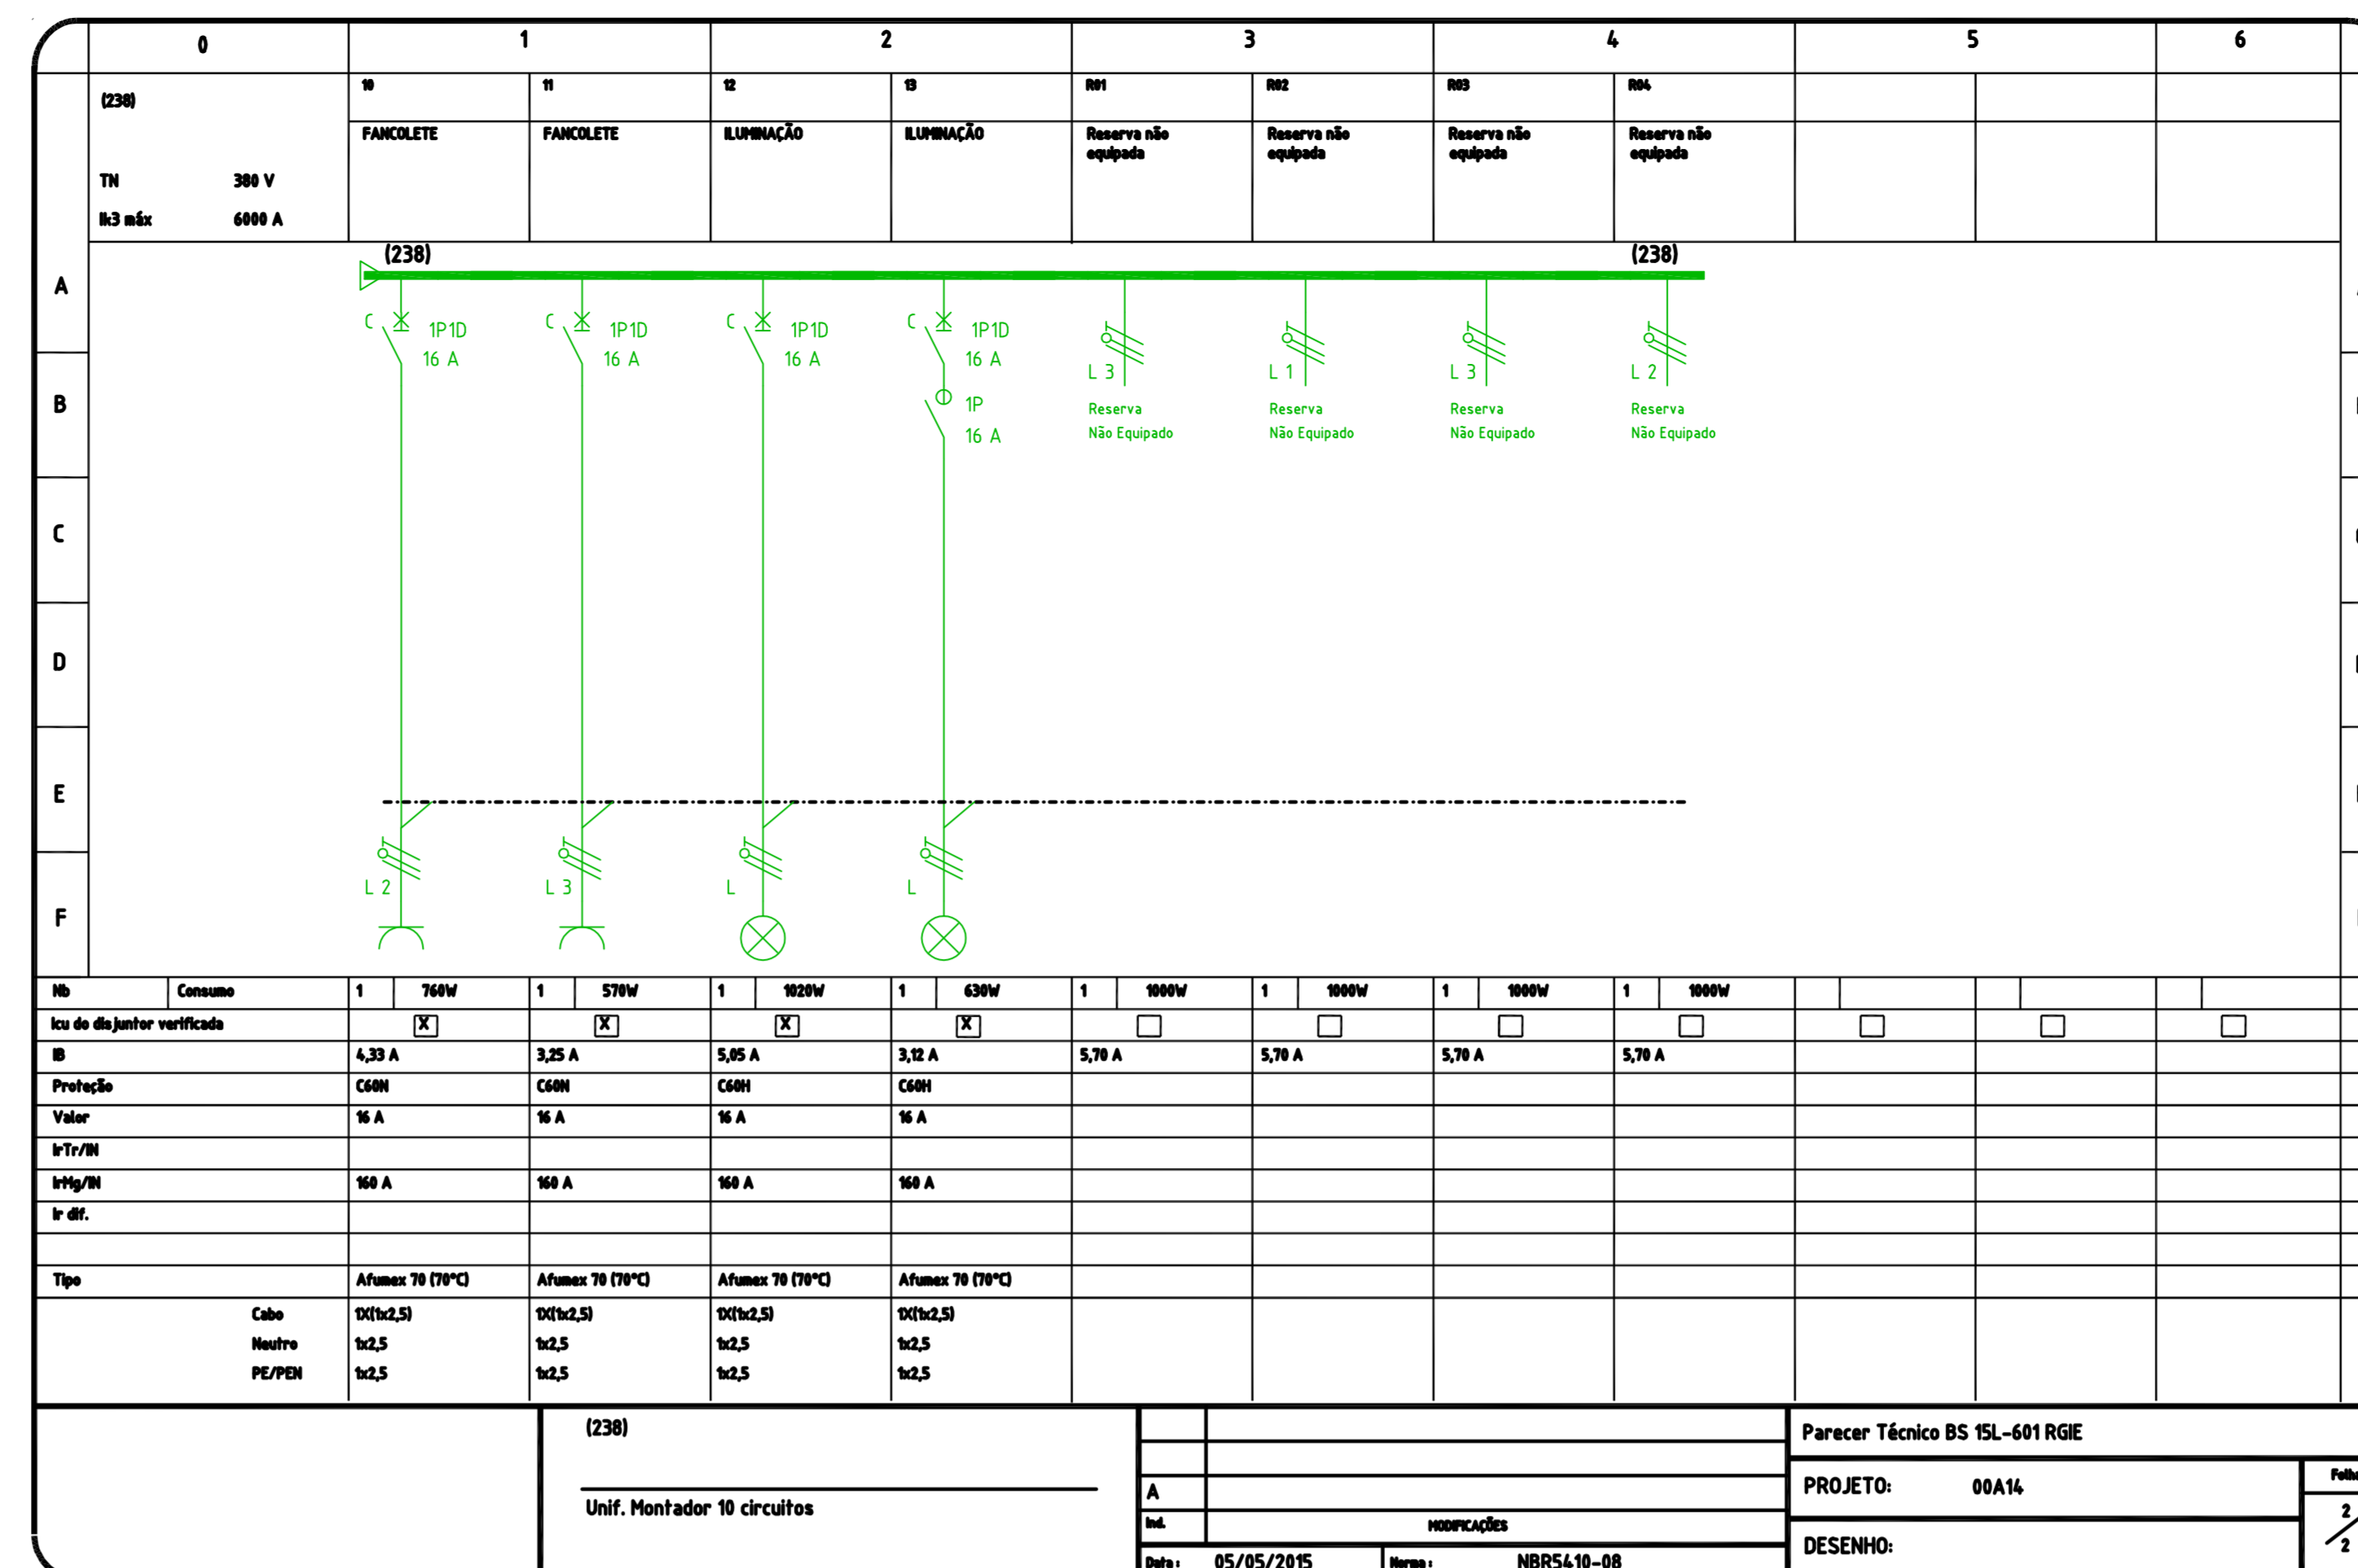 0 1 2 3 4 5 6
(238) 10 11 12 13 R01 R02 R03 R04
FANCOLETE FANCOLETE ILUMINAÇÃO ILUMINAÇÃO Reserva não Reserva não Reserva não Reserva não
equipada equipada equipada equipada
TN 380 V
Ik3 máx 6000 A
(238) (238)
A
C 1P1D C 1P1D C 1P1D C 1P1D
16 A 16 A 16 A 16 A
L 3 L 1 L 3 L 2
B 1P Reserva Reserva Reserva Reserva
16 A Não Equipado Não Equipado Não Equipado Não Equipado
C
D
E
L 2 L 3 L L
F
Nb Consumo 1 760W 1 570W 1 1020W 1 630W 1 1000W 1 1000W 1 1000W 1 1000W
Icu do disjuntor verificada X X X X
IB 4,33 A 3,25 A 5,05 A 3,12 A 5,70 A 5,70 A 5,70 A 5,70 A
Proteção C60N C60N C60H C60H
Valor 16 A 16 A 16 A 16 A
IrTr/IN
IrMg/IN 160 A 160 A 160 A 160 A
Ir dif.
Tipo Afumex 70 (70°C) Afumex 70 (70°C) Afumex 70 (70°C) Afumex 70 (70°C)
Cabo 1X(1x2,5) 1X(1x2,5) 1X(1x2,5) 1X(1x2,5)
Neutro 1x2,5 1x2,5 1x2,5 1x2,5
PE/PEN 1x2,5 1x2,5 1x2,5 1x2,5
(238)
Unif. Montador 10 circuitos
A
Ind. MODIFICAÇÕES
Data : 05/05/2015 Norma : NBR5410-08
Parecer Técnico BS 15L-601 RGIE
PROJETO: 00A14
DESENHO:
2
2